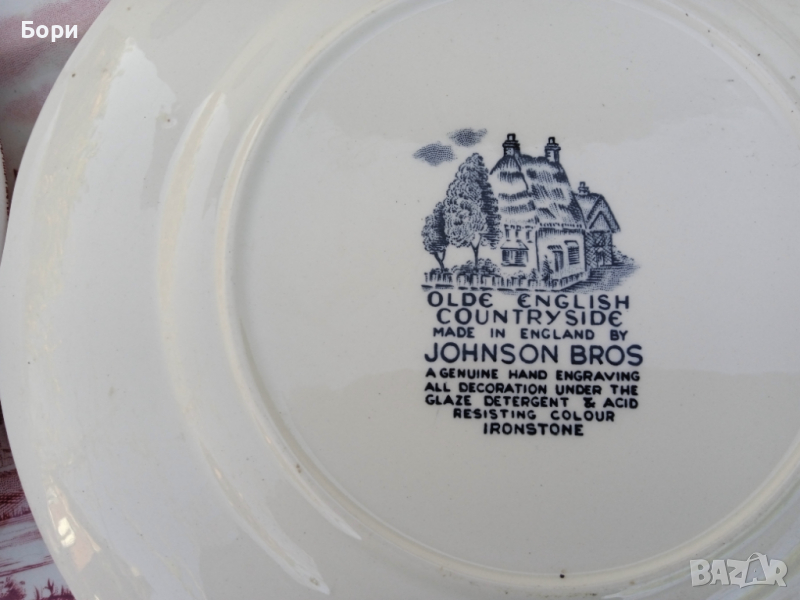 Бори
OLDE ENGLISH
COUNTRYSIDE
MADE IN ENGLAND BY
JOHNSON BROS
A GENUINE HAND ENGRAVING
ALL DECORATION UNDER THE
GLAZE DETERGENT & ACID
RESISTING COLOUR
IRONSTONE
BAZAR